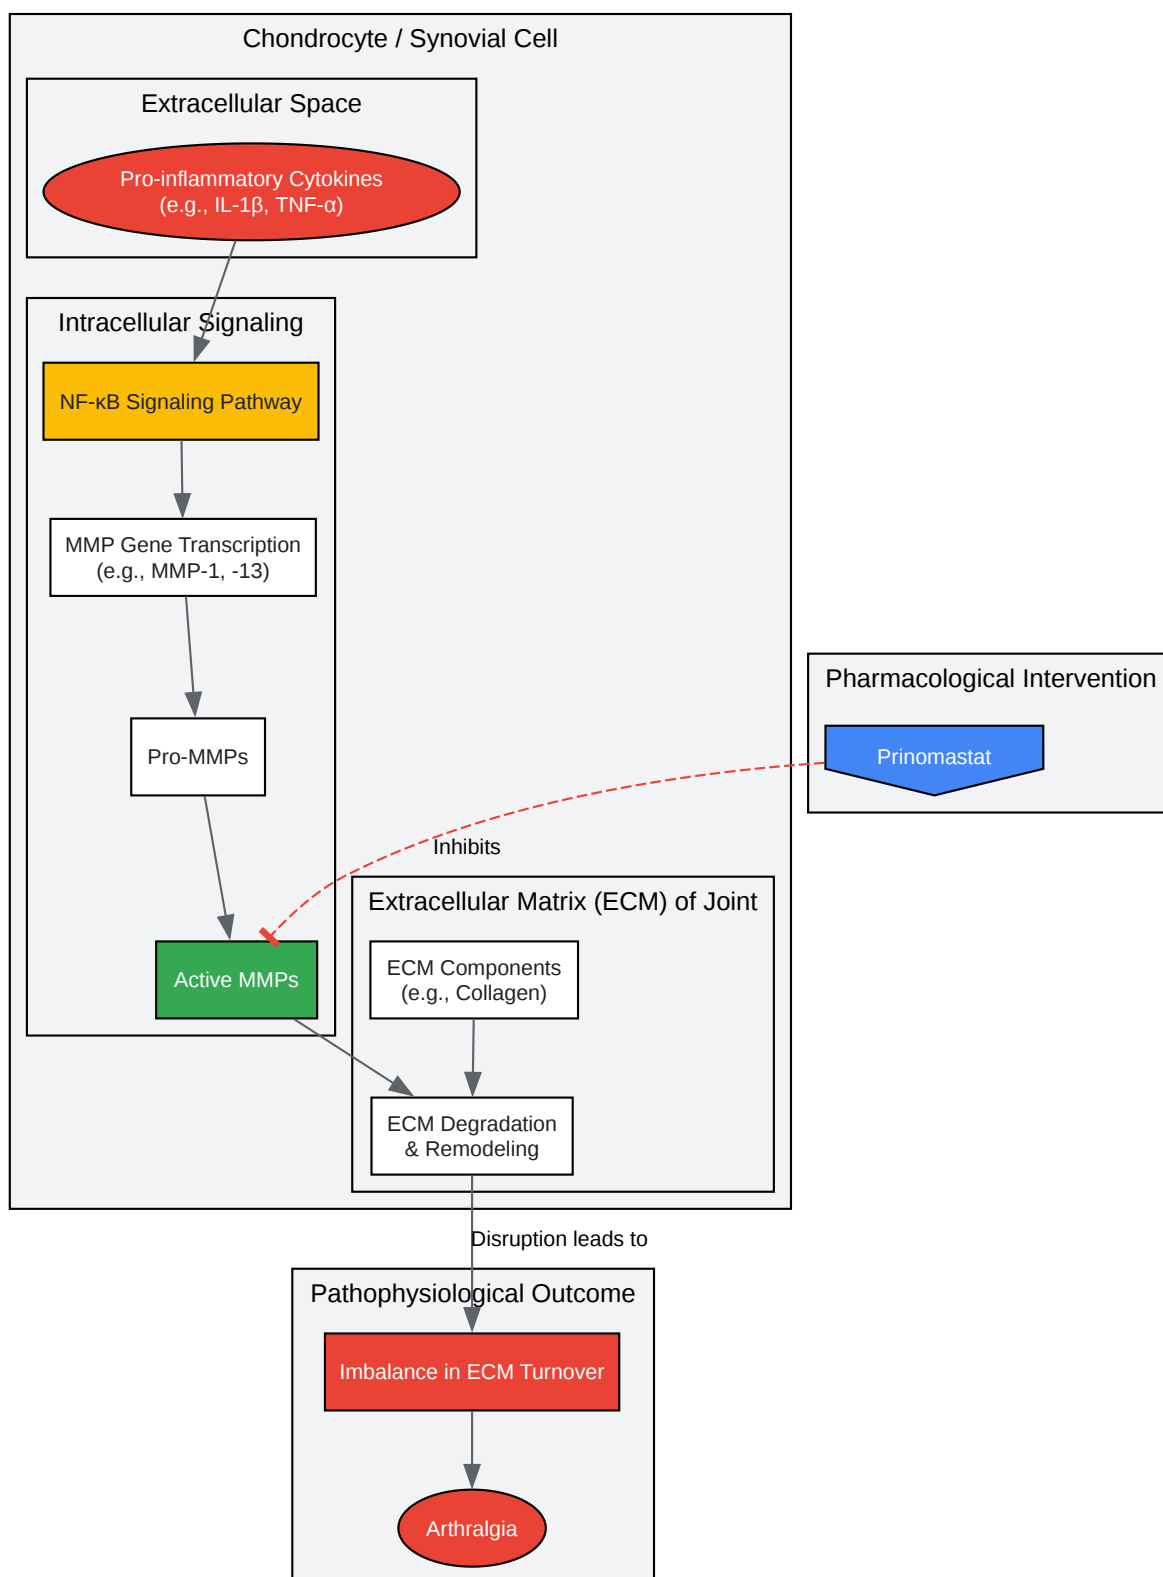 Chondrocyte / Synovial Cell
Extracellular Space
Pro-inflammatory Cytokines
(e.g., IL-1β, TNF-α)
Intracellular Signaling
NF-κB Signaling Pathway
MMP Gene Transcription
(e.g., MMP-1, -13)
Pro-MMPs
Pharmacological Intervention
Prinomastat
Inhibits
Active MMPs
Extracellular Matrix (ECM) of Joint
ECM Components
(e.g., Collagen)
ECM Degradation
& Remodeling
Disruption leads to
Pathophysiological Outcome
Imbalance in ECM Turnover
Arthralgia